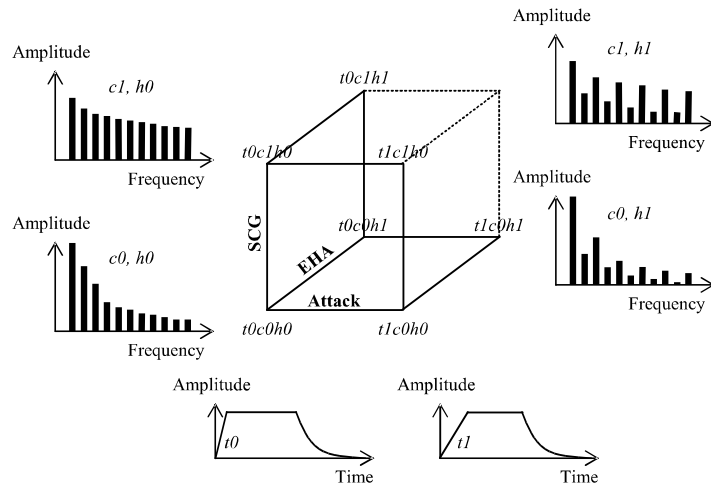 Amplitude
c1, h0
Frequency
Amplitude
c0, h0
Frequency
t0c1h1
t0c1h0
t1c1h0
t0c0h1
t1c0h1
SCG
EHA
Attack
t0c0h0
t1c0h0
Amplitude
c1, h1
Frequency
Amplitude
c0, h1
Frequency
Amplitude
t0
Time
Amplitude
t1
Time